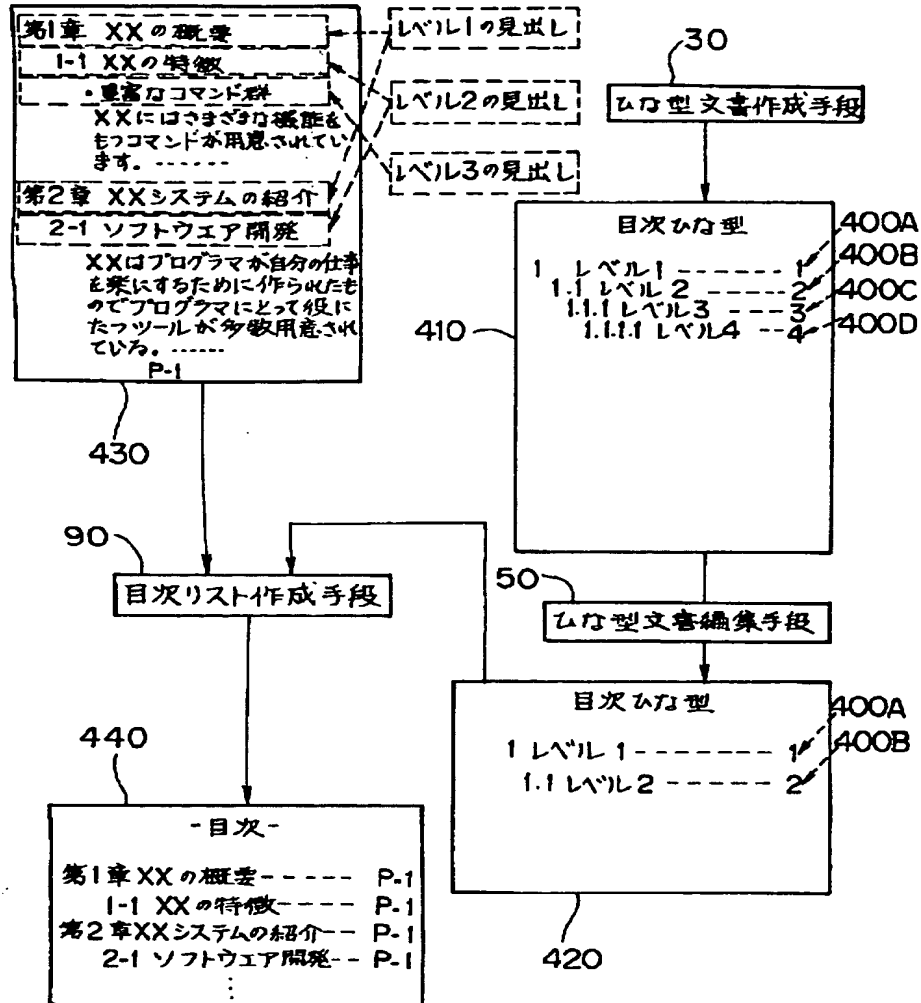 第1章 XXの概要
1-1 XXの特徴
・豊富なコマンド群
XXにはさまざまな機能を
もつコマンドが用意されてい
ます。------
第2章 XXシステムの紹介
2-1 ソフトウエア開発
XXはプログラマが自分の仕事
を楽にするために作られたも
のでプログラマにとって役に
たつツールが多数用意され
ている。------
P-1
430
レベル1の見出し
レベル2の見出し
レベル3の見出し
30
ひな型文書作成手段
目次ひな型
1 レベル1 ------- 1
1.1 レベル2 ----- 2
1.1.1 レベル3 --- 3
1.1.1.1 レベル4 -- 4
400A
400B
400C
400D
410
90
目次リスト作成手段
50
ひな型文書編集手段
目次ひな型
1 レベル1 ------- 1
1.1 レベル2 ----- 2
400A
400B
420
440
-目次-
第1章XXの概要----- P-1
1-1 XXの特徴---- P-1
第2章XXシステムの紹介-- P-1
2-1 ソフトウエア開発-- P-1
⋮